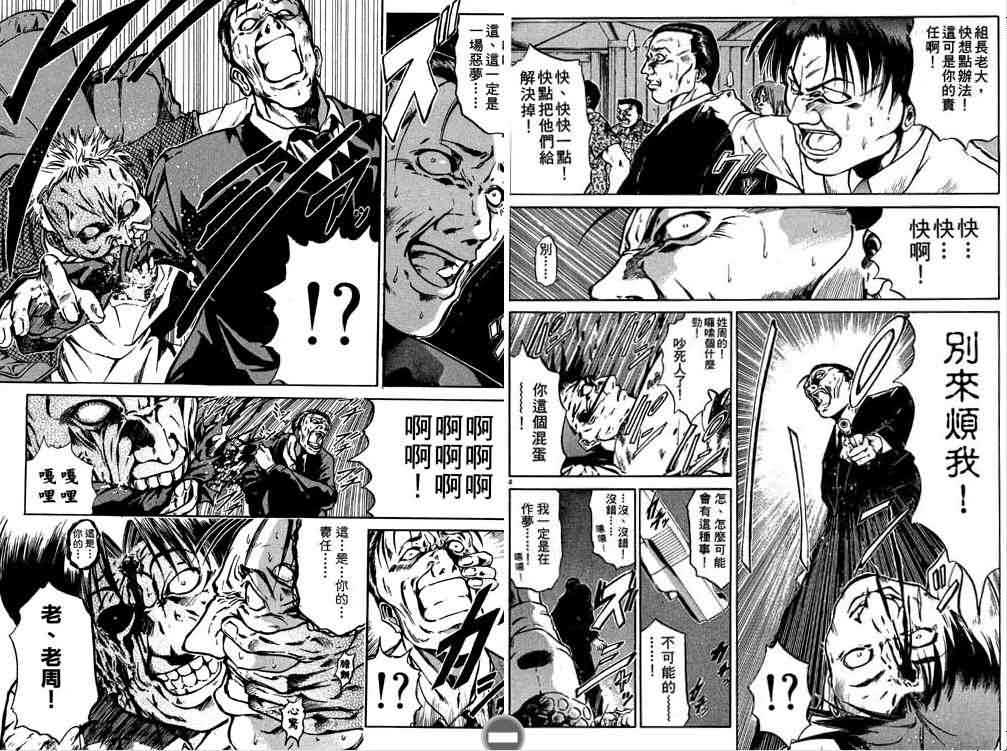 組長老大，
快想點辦法！
這可是你的責
任啊！
快、快快一點！
快點把他們給
解決掉！
快…
快…
快啊！
別……
別來煩我！
!?
姓周的！
囉嗦個什麼
勁！
吵死人了！
你這個混蛋
～～～～！
怎、怎麼可能
會有這種事！
不可能的
………！
…沒、沒錯！
沒錯……
嘻嘻！
我一定是在
作夢……！
嘻嘻！
這、這一定是
一場惡夢……
!?
啊啊啊
啊啊啊
啊啊！
嘎嘎
哩哩
!?
這…是…你的…
責任……
這是…
你的…
老、老周！